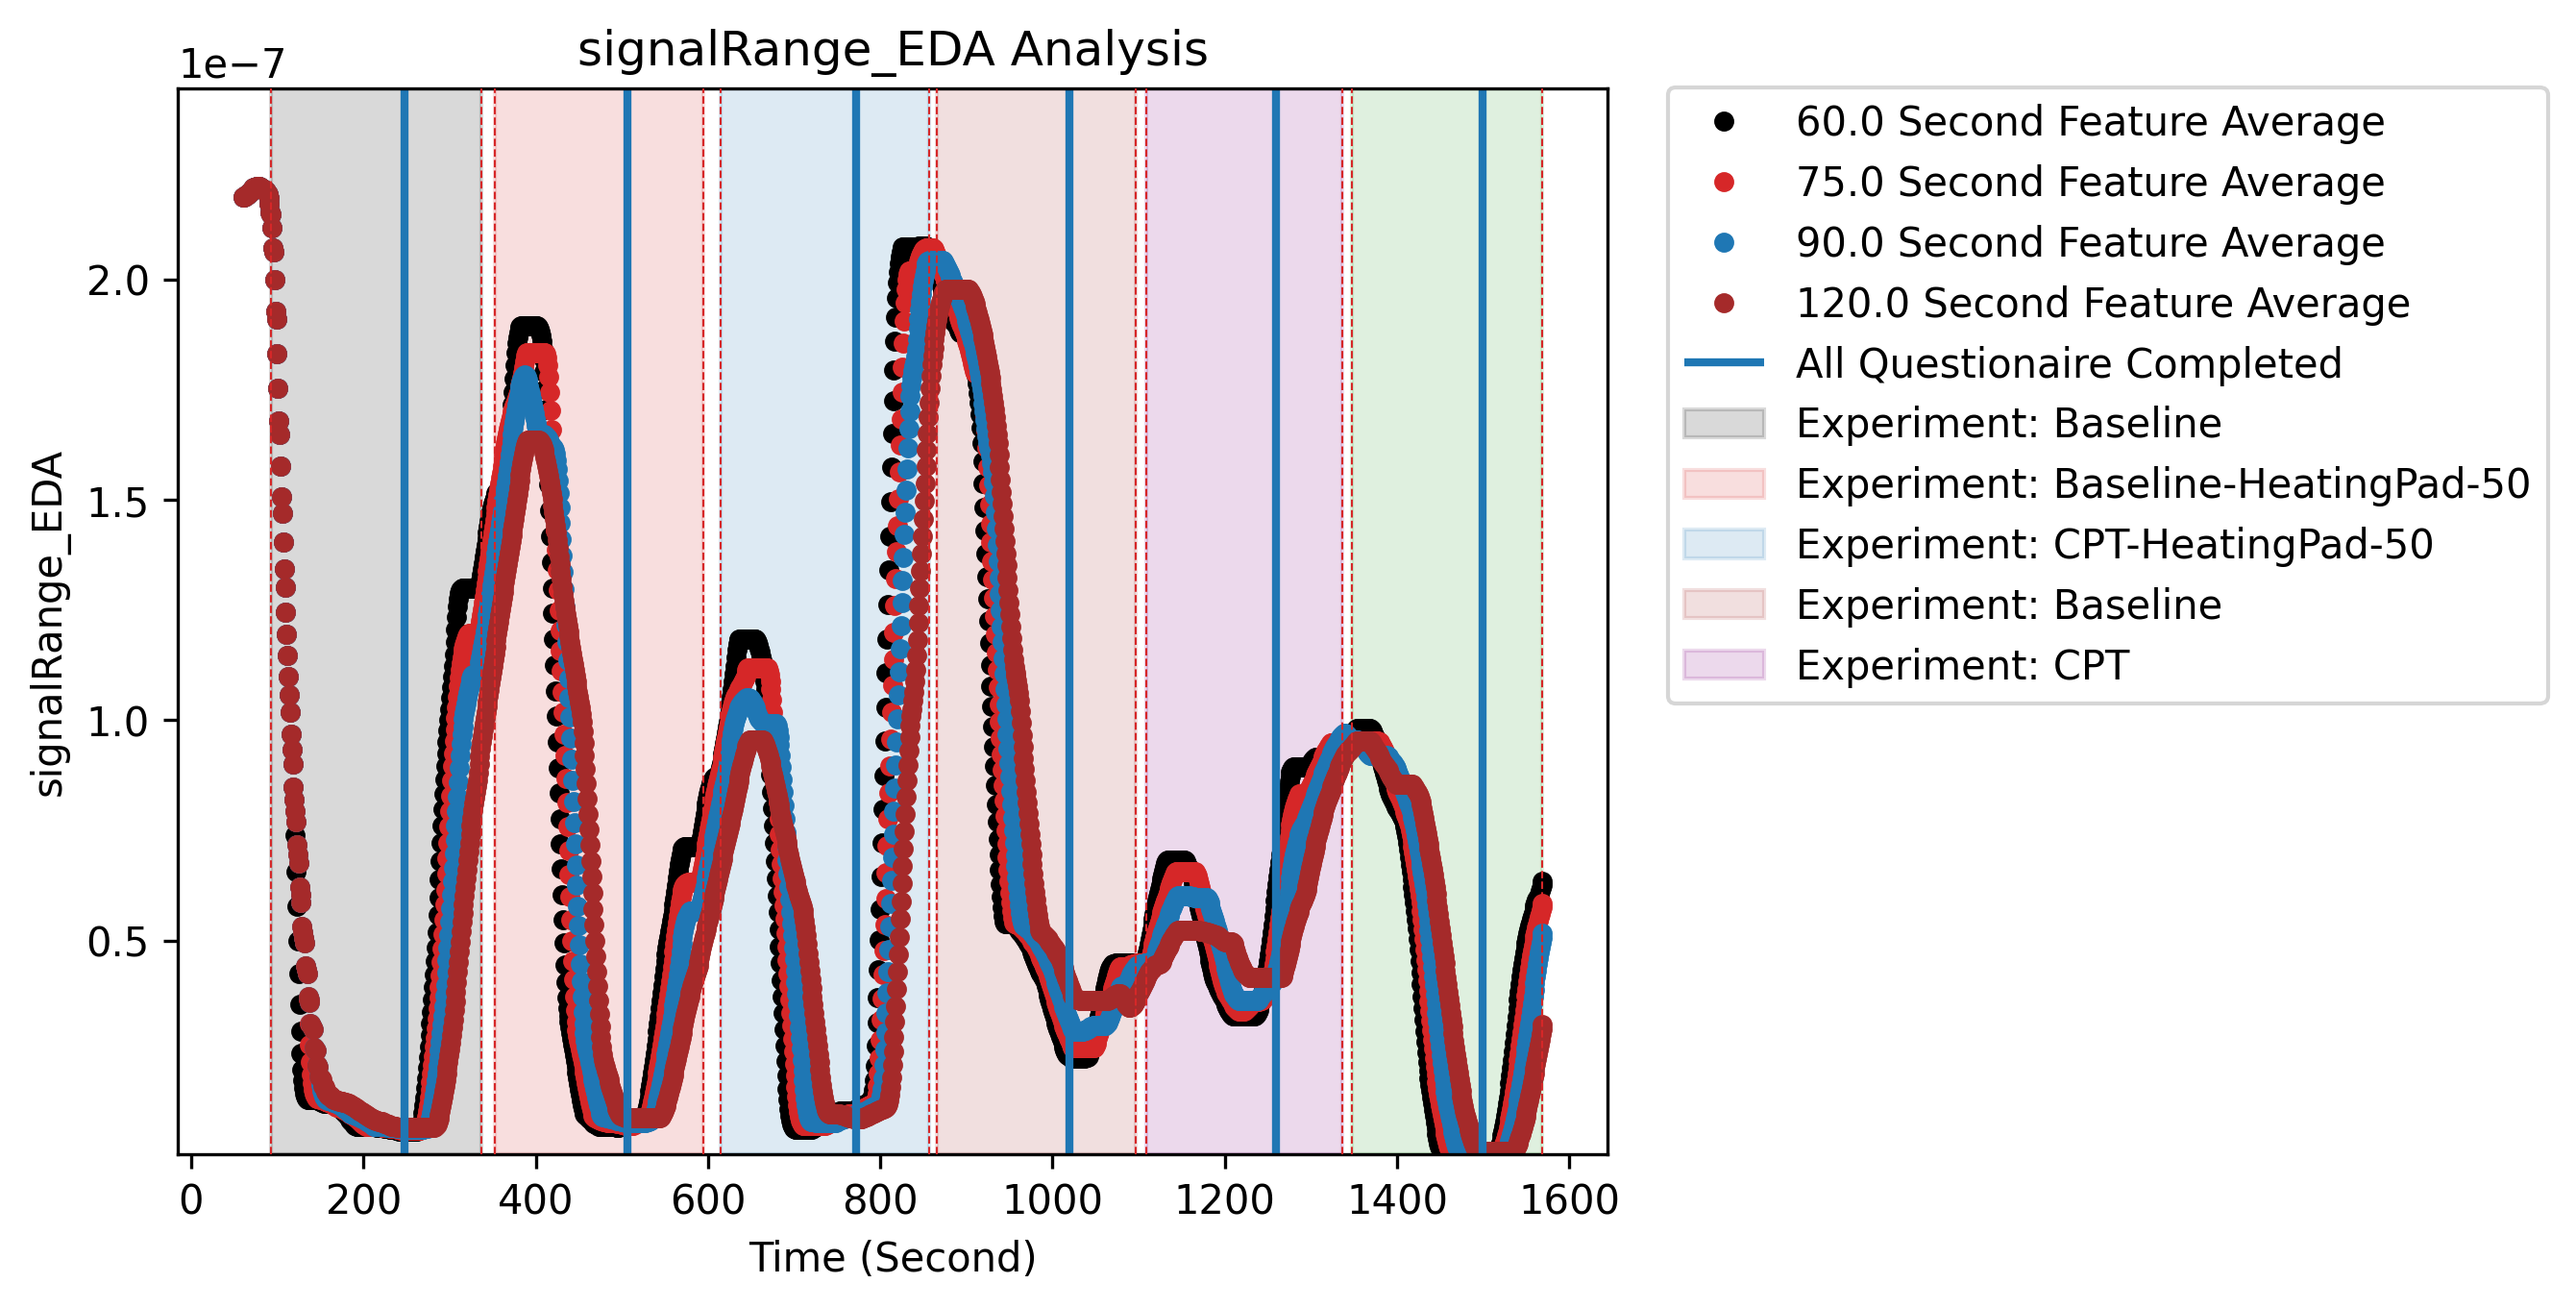 signalRange_EDA Analysis
1e−7
2.0
1.5
1.0
0.5
signalRange_EDA
0 200 400 600 800 1000 1200 1400 1600
Time (Second)
60.0 Second Feature Average
75.0 Second Feature Average
90.0 Second Feature Average
120.0 Second Feature Average
All Questionaire Completed
Experiment: Baseline
Experiment: Baseline-HeatingPad-50
Experiment: CPT-HeatingPad-50
Experiment: Baseline
Experiment: CPT